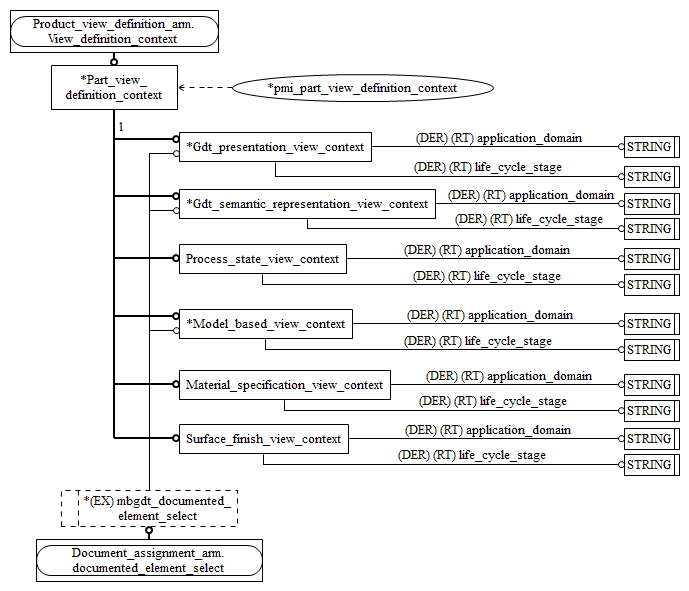 Product_view_definition_arm.
View_definition_context
*Part_view_
definition_context
*pmi_part_view_definition_context
1
*Gdt_presentation_view_context
(DER) (RT) application_domain
STRING
(DER) (RT) life_cycle_stage
STRING
*Gdt_semantic_representation_view_context
(DER) (RT) application_domain
STRING
(DER) (RT) life_cycle_stage
STRING
Process_state_view_context
(DER) (RT) application_domain
STRING
(DER) (RT) life_cycle_stage
STRING
*Model_based_view_context
(DER) (RT) application_domain
STRING
(DER) (RT) life_cycle_stage
STRING
Material_specification_view_context
(DER) (RT) application_domain
STRING
(DER) (RT) life_cycle_stage
STRING
Surface_finish_view_context
(DER) (RT) application_domain
STRING
(DER) (RT) life_cycle_stage
STRING
*(EX) mbgdt_documented_
element_select
Document_assignment_arm.
documented_element_select